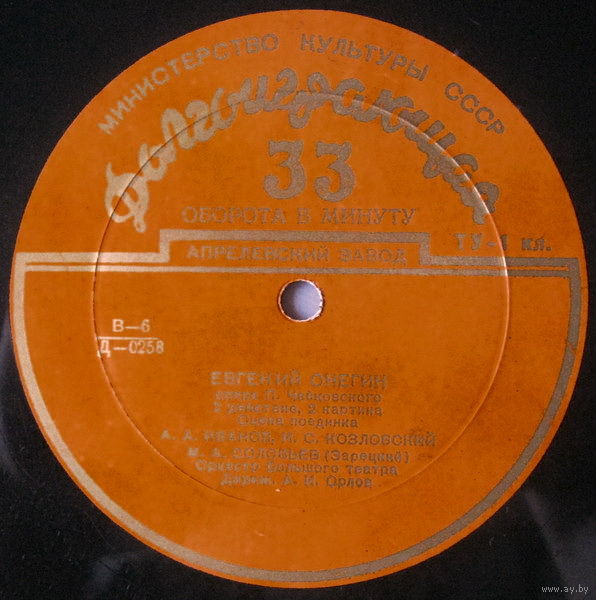 МИНИСТЕРСТВО КУЛЬТУРЫ СССР
Долгоиграющая
33
ОБОРОТА В МИНУТУ
АПРЕЛЕВСКИЙ ЗАВОД
ТУ-1 кл.
В—6
Д—0258
ЕВГЕНИЙ ОНЕГИН
опера П. Чайковского
2 действие, 2 картина
Сцена поединка
А. А. ИВАНОВ, И. С. КОЗЛОВСКИЙ
М. А. СОЛОВЬЕВ (Зарецкий)
Оркестр Большого театра
Дириж. А. И. Орлов
www.ay.by